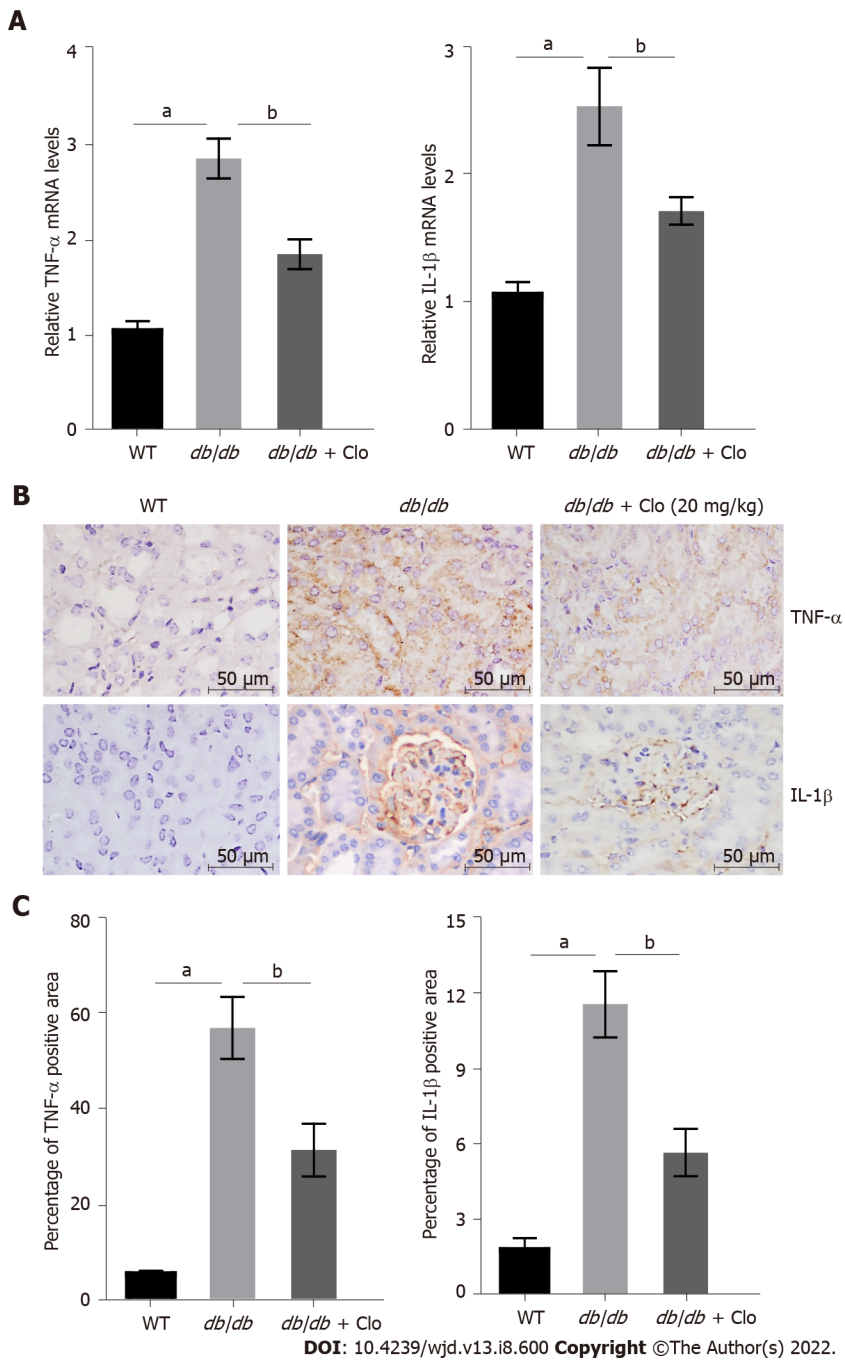 A
Relative TNF-α mRNA levels
4
3
2
1
0
a
b
WT
db/db
db/db + Clo
Relative IL-1β mRNA levels
3
2
1
0
a
b
WT
db/db
db/db + Clo
B
WT
db/db
db/db + Clo (20 mg/kg)
50 µm
50 µm
50 µm
TNF-α
50 µm
50 µm
50 µm
IL-1β
C
Percentage of TNF-α positive area
80
60
40
20
0
a
b
WT
db/db
db/db + Clo
Percentage of IL-1β positive area
15
12
9
6
3
0
a
b
WT
db/db
db/db + Clo
DOI: 10.4239/wjd.v13.i8.600 Copyright ©The Author(s) 2022.